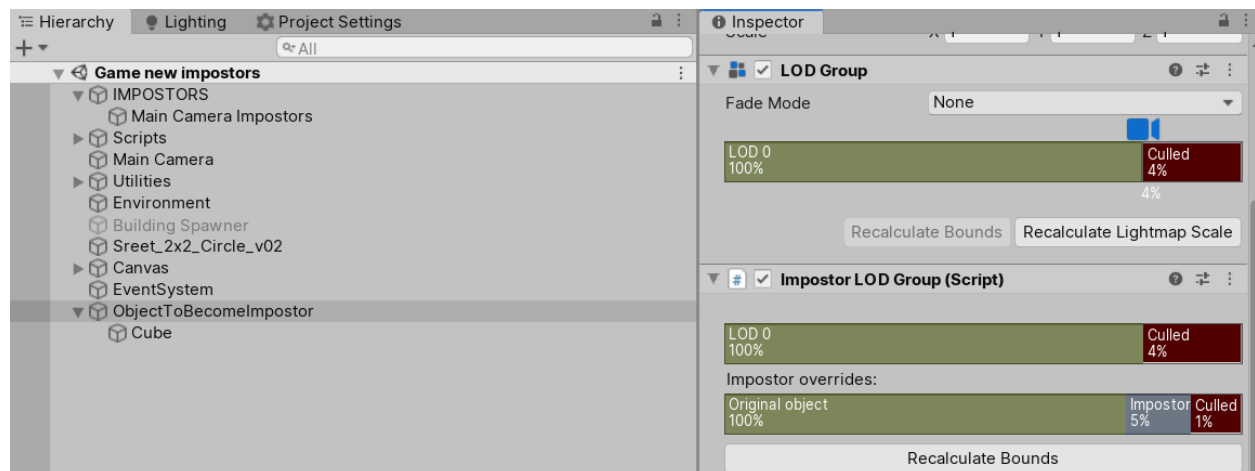 Hierarchy
Lighting
Project Settings
All
Game new impostors
IMPOSTORS
Main Camera Impostors
Scripts
Main Camera
Utilities
Environment
Building Spawner
Sreet_2x2_Circle_v02
Canvas
EventSystem
ObjectToBecomeImpostor
Cube
Inspector
LOD Group
Fade Mode None
LOD 0 Culled
100% 4%
4%
Recalculate Bounds Recalculate Lightmap Scale
# Impostor LOD Group (Script)
LOD 0 Culled
100% 4%
Impostor overrides:
Original object Impostor Culled
100% 5% 1%
Recalculate Bounds